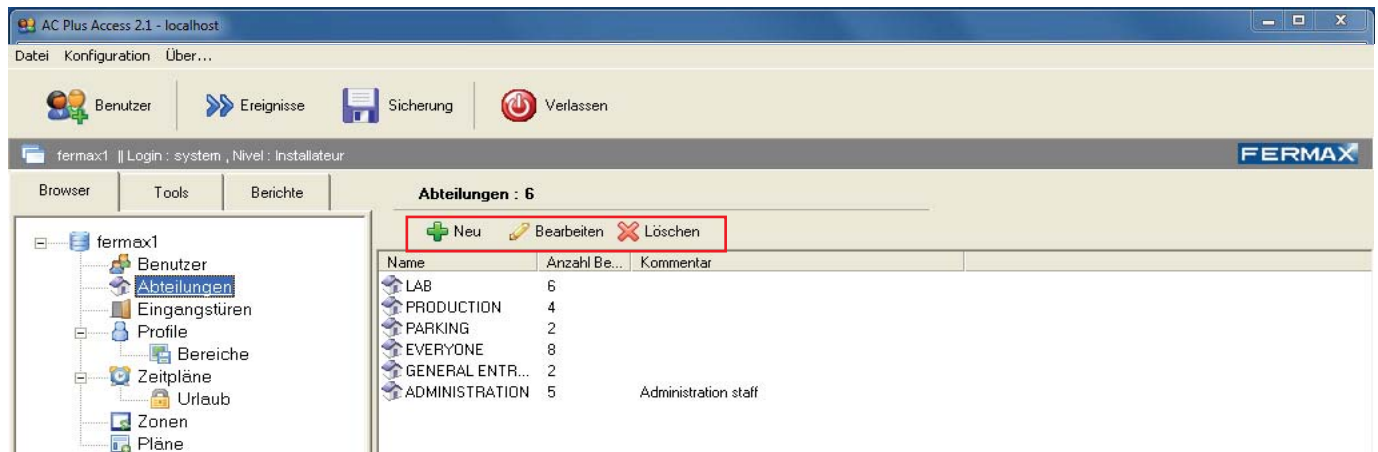 AC Plus Access 2.1 - localhost
Datei Konfiguration Über...
Benutzer Ereignisse Sicherung Verlassen
fermax1 || Login : system , Nivel : Installateur FERMAX
Browser Tools Berichte
Abteilungen : 6
Neu Bearbeiten Löschen
fermax1
Benutzer
Abteilungen
Eingangstüren
Profile
Bereiche
Zeitpläne
Urlaub
Zonen
Pläne
Name Anzahl Be... Kommentar
LAB 6
PRODUCTION 4
PARKING 2
EVERYONE 8
GENERAL ENTR... 2
ADMINISTRATION 5 Administration staff